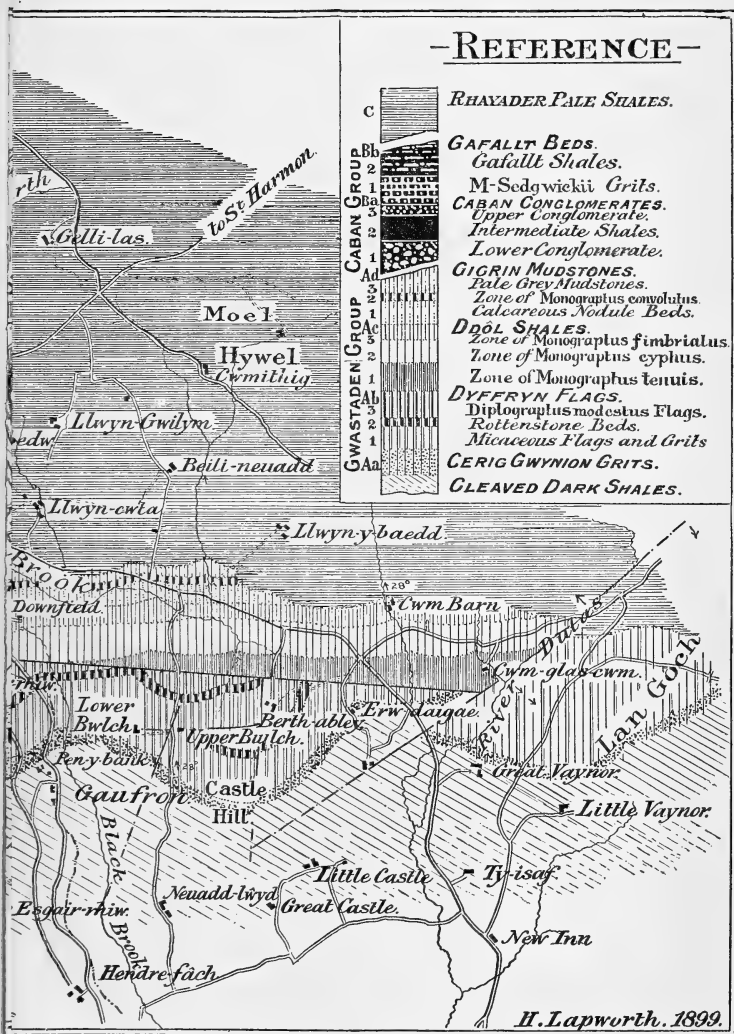 -REFERENCE-
C
RHAYADER PALE SHALES.
CABAN GROUP
Bb
GAFALLT BEDS.
2
Gafallt Shales.
1
M-Sedgwickii Grits.
Ba
CABAN CONGLOMERATES.
3
Upper Conglomerate.
2
Intermediate Shales.
1
Lower Conglomerate.
GWASTADEN GROUP
Ad
GIGRIN MUDSTONES.
3
Pale Grey Mudstones.
2
Zone of Monograptus convolutus.
1
Calcareous Nodule Beds.
Ac
DDÔL SHALES.
3
Zone of Monograptus fimbriatus.
2
Zone of Monograptus cyphus.
1
Zone of Monograptus tenuis.
Ab
DYFFRYN FLAGS.
3
Diplograptus modestus Flags.
2
Rottenstone Beds.
1
Micaceous Flags and Grits
Aa
CERIG GWYNION GRITS.
CLEAVED DARK SHALES.
rth
to St Harmon.
Gelli-las.
Moel
Hywel
Cwmithig
Llwyn-Gwilym.
edw
Beili-neuadd
Llwyn-cwta
Llwyn-y-baedd.
Brook
28°
Cwm Barn
Downfield.
River Dulas
Cwm-glas-cwm.
Lan Goch
rhiw.
Lower
Bwlch
Berth-abley
Erw-daugae.
Upper Bwlch.
Pen-y-bank
28°
Great Vaynor.
Gaufron.
Castle
Hill.
Little Vaynor.
Black Brook
Little Castle
Ty-isaf
Neuadd-lŵyd
Great Castle.
Esgair-rhiw.
New Inn
Hendre-fâch
H. Lapworth. 1899.